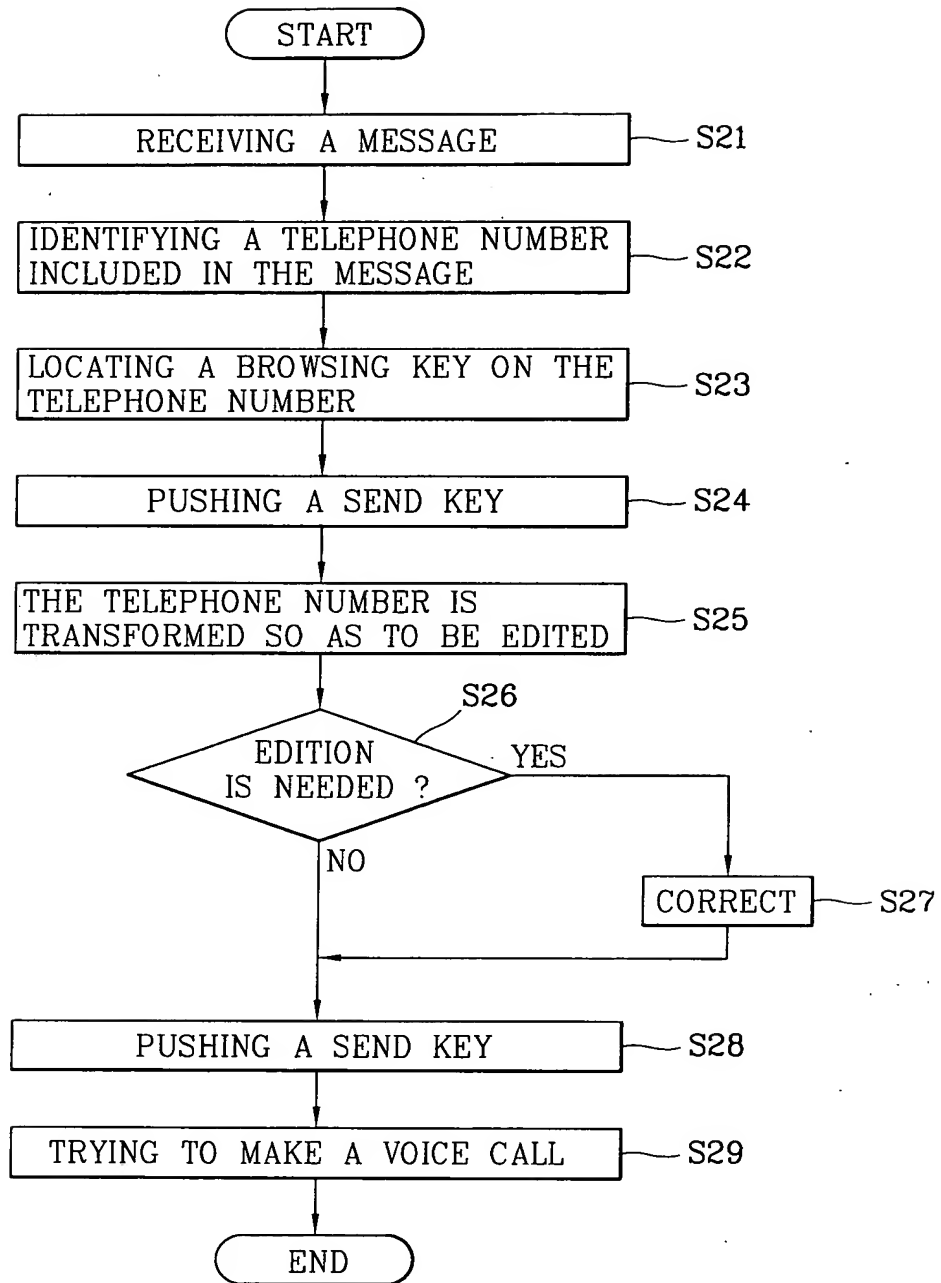 START
RECEIVING A MESSAGE
S21
IDENTIFYING A TELEPHONE NUMBER
INCLUDED IN THE MESSAGE
S22
LOCATING A BROWSING KEY ON THE
TELEPHONE NUMBER
S23
PUSHING A SEND KEY
S24
THE TELEPHONE NUMBER IS
TRANSFORMED SO AS TO BE EDITED
S25
S26
EDITION
IS NEEDED ?
YES
NO
CORRECT
S27
PUSHING A SEND KEY
S28
TRYING TO MAKE A VOICE CALL
S29
END